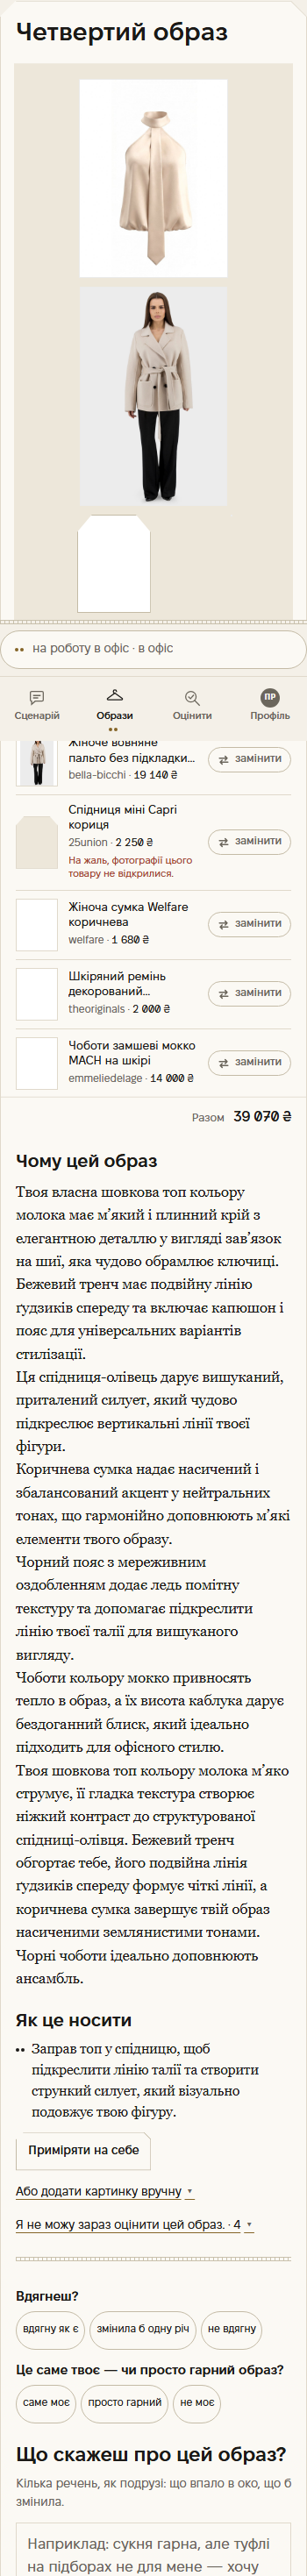 Четвертий образ
на роботу в офіс · в офіс
Сценарій
Образи
Оцінити
ПР
Профіль
Жіноче вовняне
пальто без підкладки...
bella-bicchi · 19 140 ₴
замінити
Спідниця міні Capri
кориця
25union · 2 250 ₴
На жаль, фотографії цього
товару не відкрилися.
замінити
Жіноча сумка Welfare
коричнева
welfare · 1 680 ₴
замінити
Шкіряний ремінь
декорований...
theoriginals · 2 000 ₴
замінити
Чоботи замшеві мокко
MACH на шкірі
emmeliedelage · 14 000 ₴
замінити
Разом 39 070 ₴
Чому цей образ
Твоя власна шовкова топ кольору
молока має м’який і плинний крій з
елегантною деталлю у вигляді зав’язок
на шиї, яка чудово обрамлює ключиці.
Бежевий тренч має подвійну лінію
ґудзиків спереду та включає капюшон і
пояс для універсальних варіантів
стилізації.
Ця спідниця-олівець дарує вишуканий,
приталений силует, який чудово
підкреслює вертикальні лінії твоєї
фігури.
Коричнева сумка надає насичений і
збалансований акцент у нейтральних
тонах, що гармонійно доповнюють м’які
елементи твого образу.
Чорний пояс з мереживним
оздобленням додає ледь помітну
текстуру та допомагає підкреслити
лінію твоєї талії для вишуканого
вигляду.
Чоботи кольору мокко привносять
тепло в образ, а їх висота каблука дарує
бездоганний блиск, який ідеально
підходить для офісного стилю.
Твоя шовкова топ кольору молока м’яко
струмує, її гладка текстура створює
ніжкий контраст до структурованої
спідниці-олівця. Бежевий тренч
обгортає тебе, його подвійна лінія
ґудзиків спереду формує чіткі лінії, а
коричнева сумка завершує твій образ
насиченими землянистими тонами.
Чорні чоботи ідеально доповнюють
ансамбль.
Як це носити
Заправ топ у спідницю, щоб
підкреслити лінію талії та створити
стрункий силует, який візуально
подовжує твою фігуру.
Приміряти на себе
Або додати картинку вручну
Я не можу зараз оцінити цей образ. · 4
Вдягнеш?
вдягну як є
змінила б одну річ
не вдягну
Це саме твоє — чи просто гарний образ?
саме моє
просто гарний
не моє
Що скажеш про цей образ?
Кілька речень, як подрузі: що впало в око, що б
змінила.
Наприклад: сукня гарна, але туфлі
на підборах не для мене — хочу